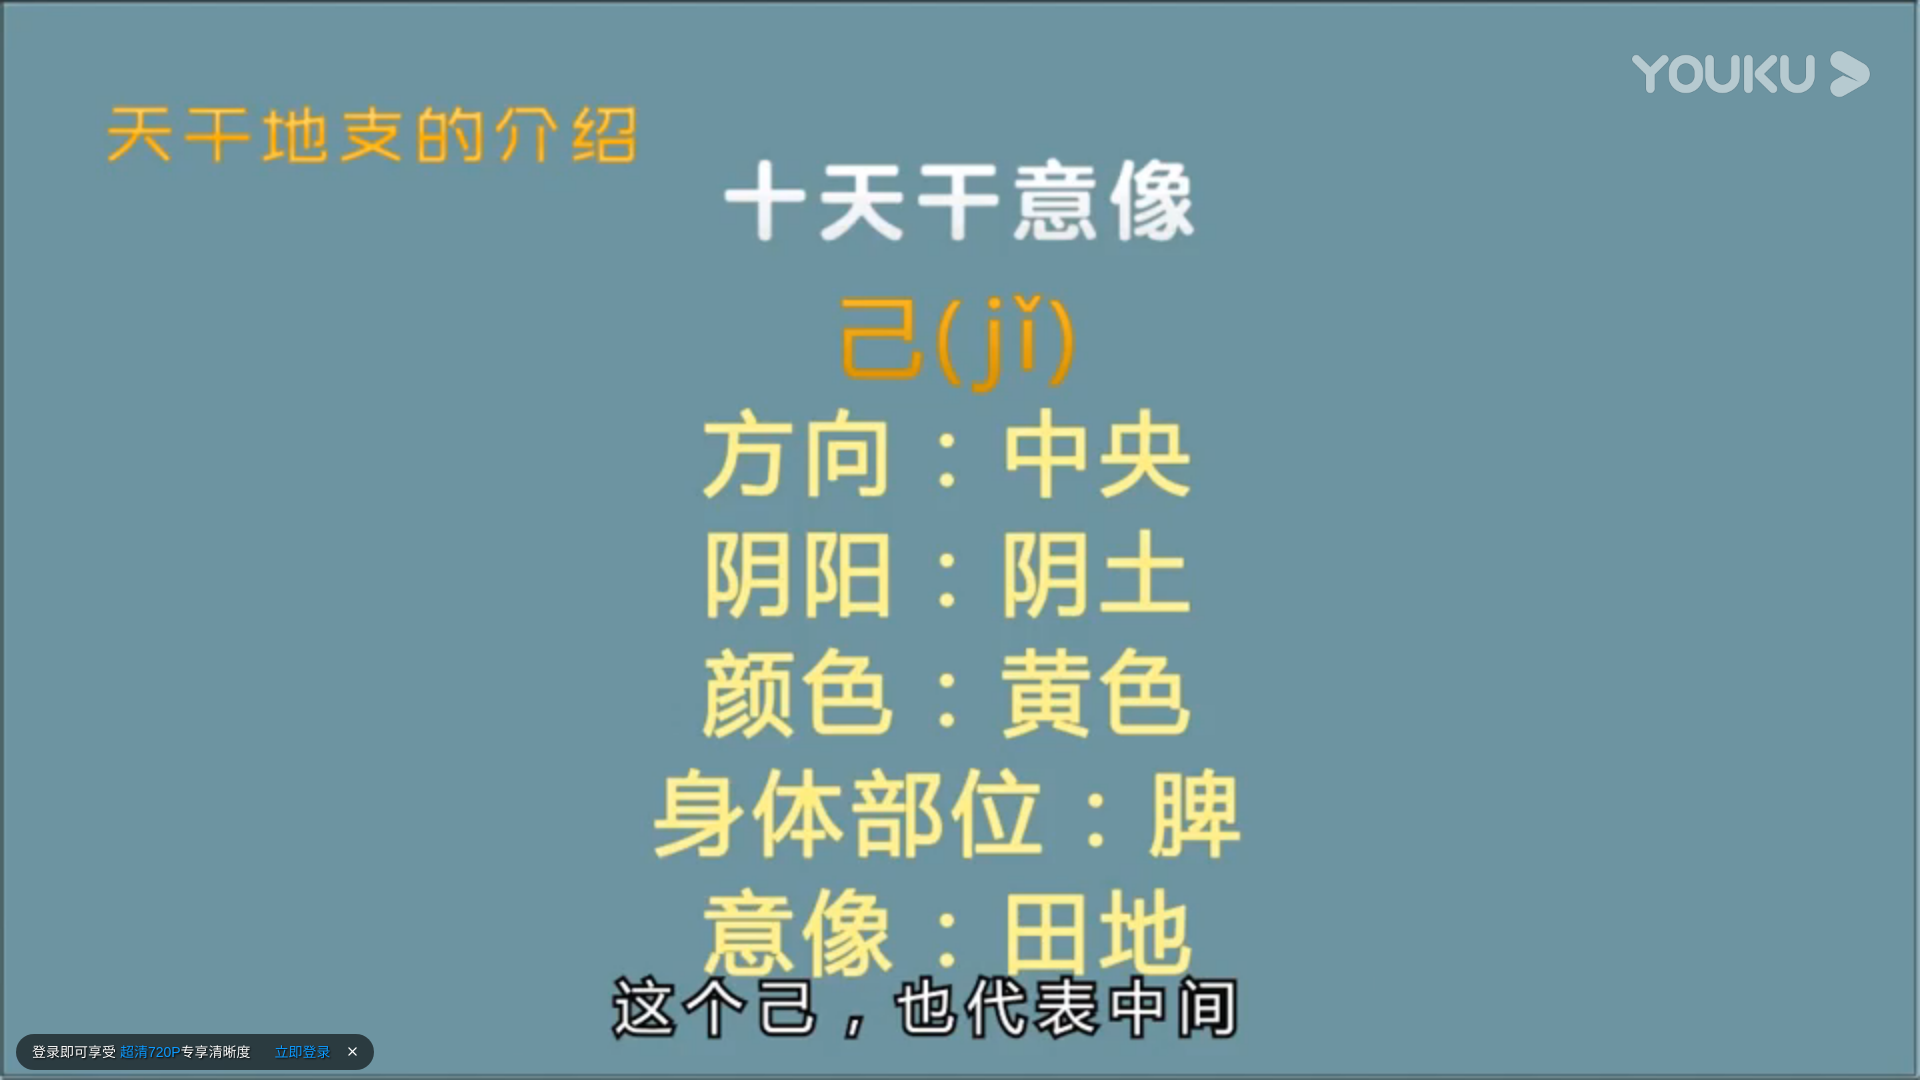 YOUKU
天干地支的介绍
十天干意像
己(jǐ)
方向：中央
阴阳：阴土
颜色：黄色
身体部位：脾
意像：田地
这个己，也代表中间
登录即可享受 超清720P专享清晰度 立即登录 ×